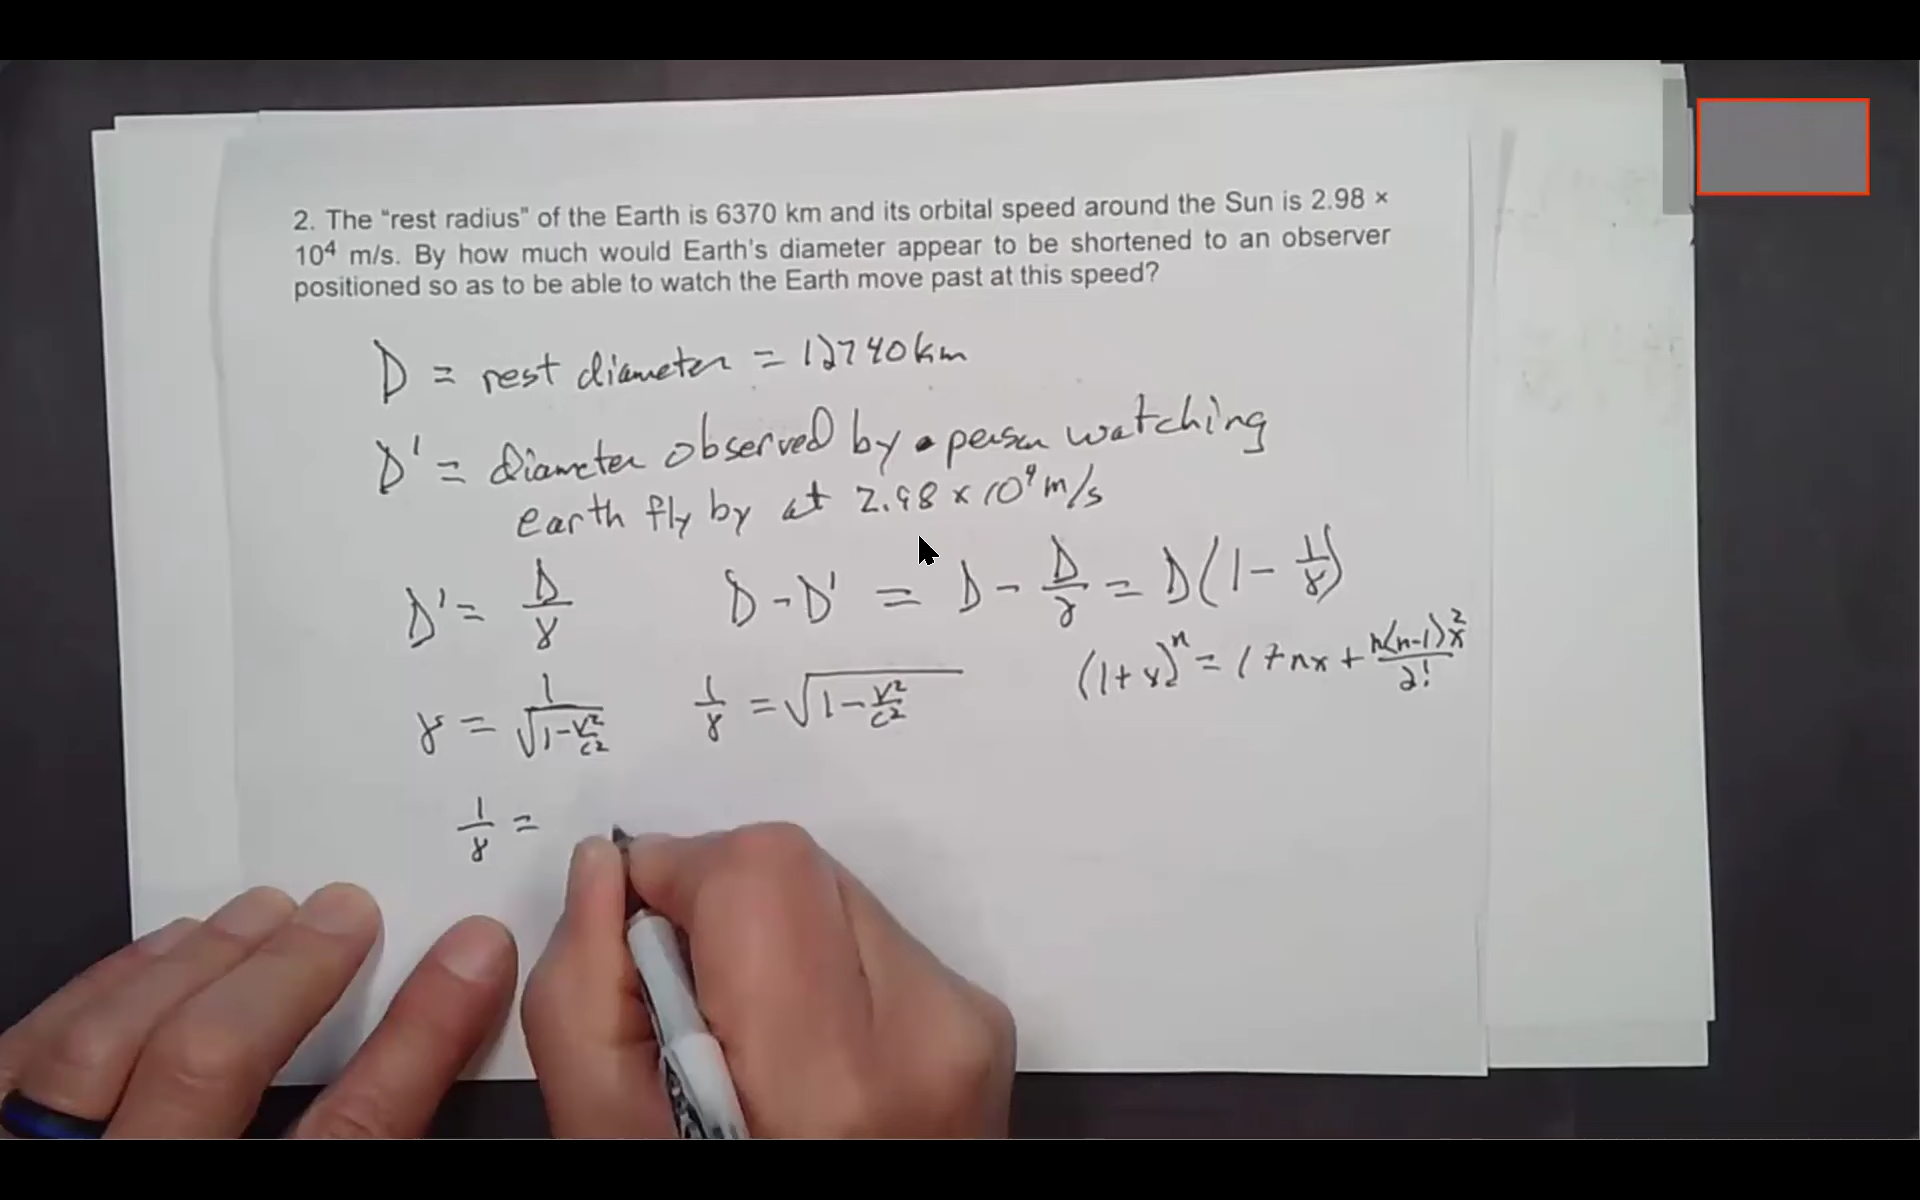 2. The “rest radius” of the Earth is 6370 km and its orbital speed around the Sun is 2.98 ×
10⁴ m/s. By how much would Earth's diameter appear to be shortened to an observer
positioned so as to be able to watch the Earth move past at this speed?
D = rest diameter = 12740 km
D' = diameter observed by person watching
earth fly by at 2.98 × 10⁴ m/s
D' = D/γ   D - D' = D - D/γ = D(1 - 1/γ)
(1+x)ⁿ = 1 + nx + n(n-1)x²/2!
γ = 1/√(1-v²/c²)   1/γ = √(1-v²/c²)
1/γ =